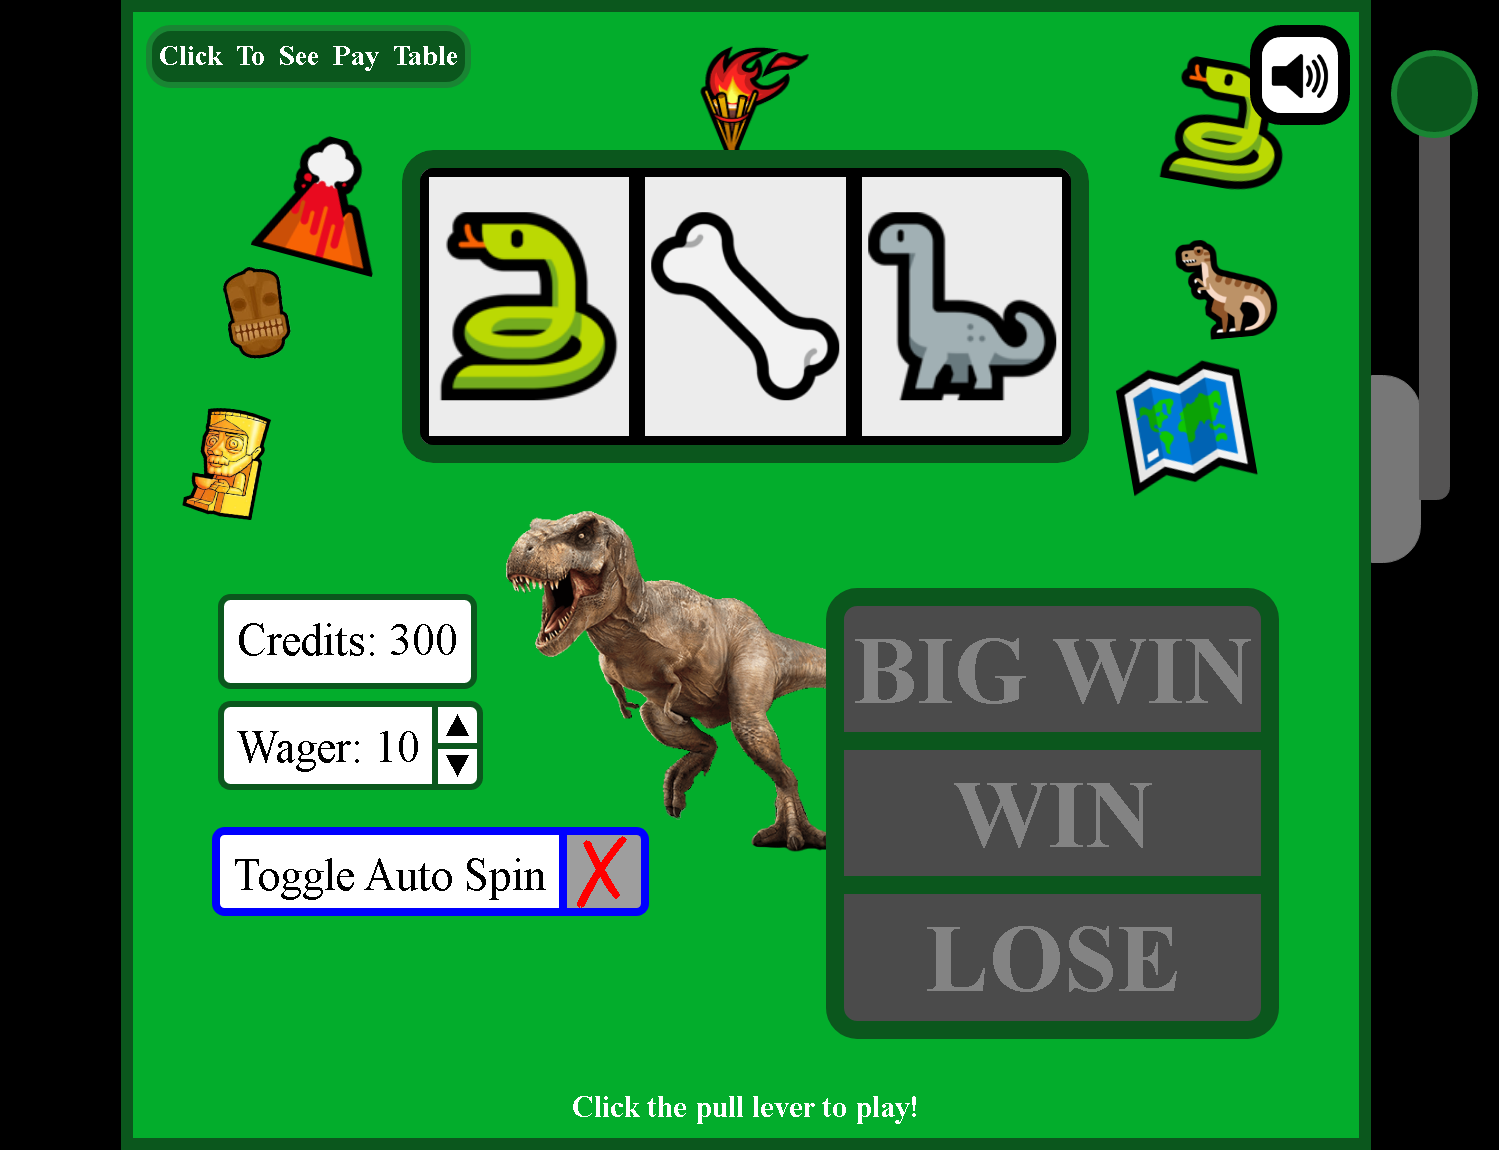 Click To See Pay Table
Credits: 300
Wager: 10
Toggle Auto Spin
BIG WIN
WIN
LOSE
Click the pull lever to play!